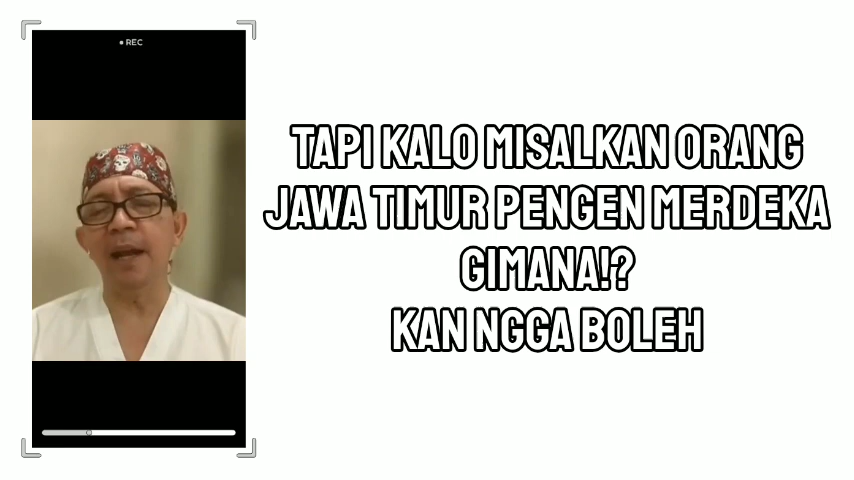 REC
TAPI KALO MISALKAN ORANG
JAWA TIMUR PENGEN MERDEKA
GIMANA!?
KAN NGGA BOLEH